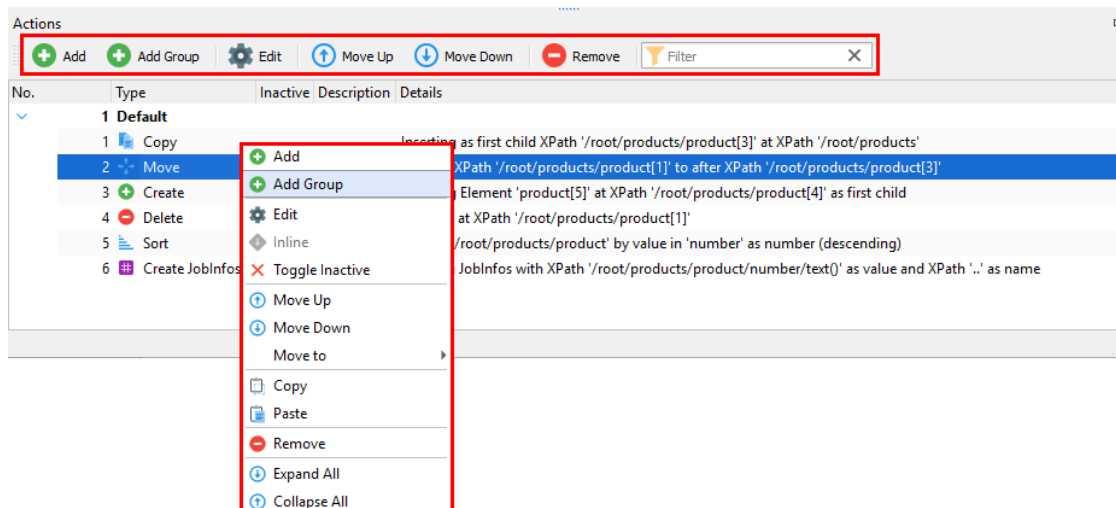 Actions
Add Add Group Edit Move Up Move Down Remove Filter
No. Type Inactive Description Details
1 Default
1 Copy Inserting as first child XPath '/root/products/product[3]' at XPath '/root/products'
2 Move XPath '/root/products/product[1]' to after XPath '/root/products/product[3]'
3 Create Element 'product[5]' at XPath '/root/products/product[4]' as first child
4 Delete at XPath '/root/products/product[1]'
5 Sort /root/products/product' by value in 'number' as number (descending)
6 Create JobInfos JobInfos with XPath '/root/products/product/number/text()' as value and XPath '..' as name
Add
Add Group
Edit
Inline
Toggle Inactive
Move Up
Move Down
Move to
Copy
Paste
Remove
Expand All
Collapse All